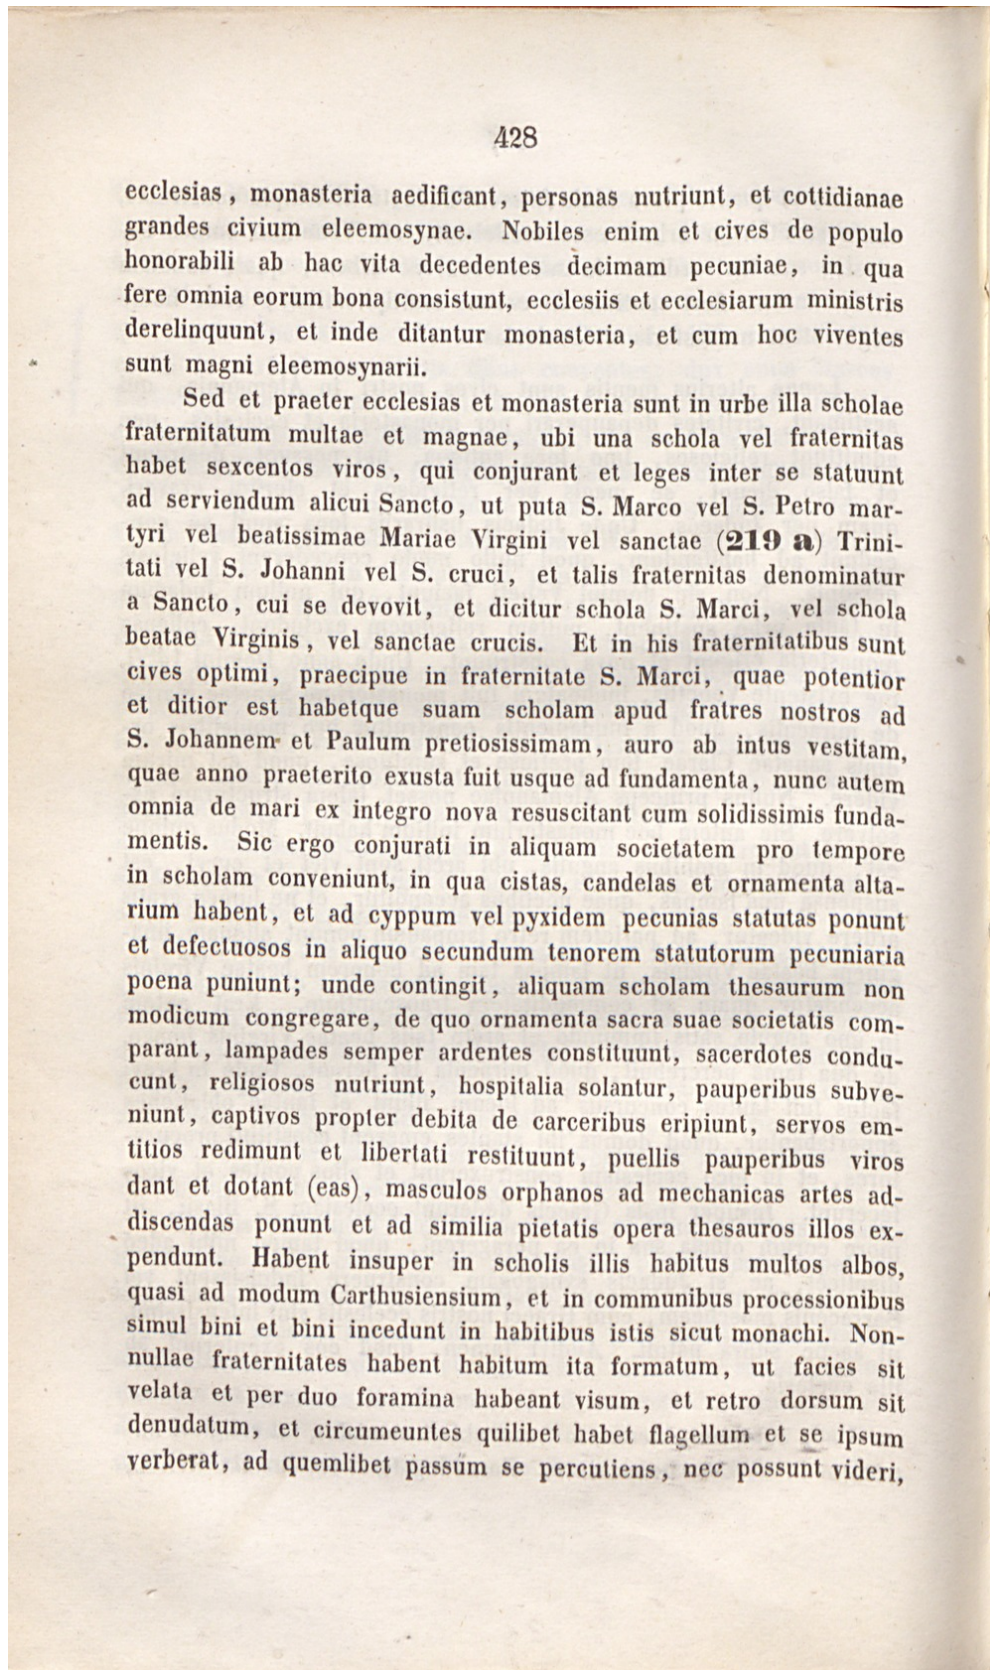 428
ecclesias, monasteria aedificant, personas nutriunt, et cottidianae
grandes civium eleemosynae. Nobiles enim et cives de populo
honorabili ab hac vita decedentes decimam pecuniae, in qua
fere omnia eorum bona consistunt, ecclesiis et ecclesiarum ministris
derelinquunt, et inde ditantur monasteria, et cum hoc viventes
sunt magni eleemosynarii.
Sed et praeter ecclesias et monasteria sunt in urbe illa scholae
fraternitatum multae et magnae, ubi una schola vel fraternitas
habet sexcentos viros, qui conjurant et leges inter se statuunt
ad serviendum alicui Sancto, ut puta S. Marco vel S. Petro mar-
tyri vel beatissimae Mariae Virgini vel sanctae (219 a) Trini-
tati vel S. Johanni vel S. cruci, et talis fraternitas denominatur
a Sancto, cui se devovit, et dicitur schola S. Marci, vel schola
beatae Virginis, vel sanctae crucis. Et in his fraternitatibus sunt
cives optimi, praecipue in fraternitate S. Marci, quae potentior
et ditior est habetque suam scholam apud fratres nostros ad
S. Johannem et Paulum pretiosissimam, auro ab intus vestitam,
quae anno praeterito exusta fuit usque ad fundamenta, nunc autem
omnia de mari ex integro nova resuscitant cum solidissimis funda-
mentis. Sic ergo conjurati in aliquam societatem pro tempore
in scholam conveniunt, in qua cistas, candelas et ornamenta alta-
rium habent, et ad cyppum vel pyxidem pecunias statutas ponunt
et defectuosos in aliquo secundum tenorem statutorum pecuniaria
poena puniunt; unde contingit, aliquam scholam thesaurum non
modicum congregare, de quo ornamenta sacra suae societatis com-
parant, lampades semper ardentes constituunt, sacerdotes condu-
cunt, religiosos nutriunt, hospitalia solantur, pauperibus subve-
niunt, captivos propter debita de carceribus eripiunt, servos em-
titios redimunt et libertati restituunt, puellis pauperibus viros
dant et dotant (eas), masculos orphanos ad mechanicas artes ad-
discendas ponunt et ad similia pietatis opera thesauros illos ex-
pendunt. Habent insuper in scholis illis habitus multos albos,
quasi ad modum Carthusiensium, et in communibus processionibus
simul bini et bini incedunt in habitibus istis sicut monachi. Non-
nullae fraternitates habent habitum ita formatum, ut facies sit
velata et per duo foramina habeant visum, et retro dorsum sit
denudatum, et circumeuntes quilibet habet flagellum et se ipsum
verberat, ad quemlibet passum se percutiens, nec possunt videri,